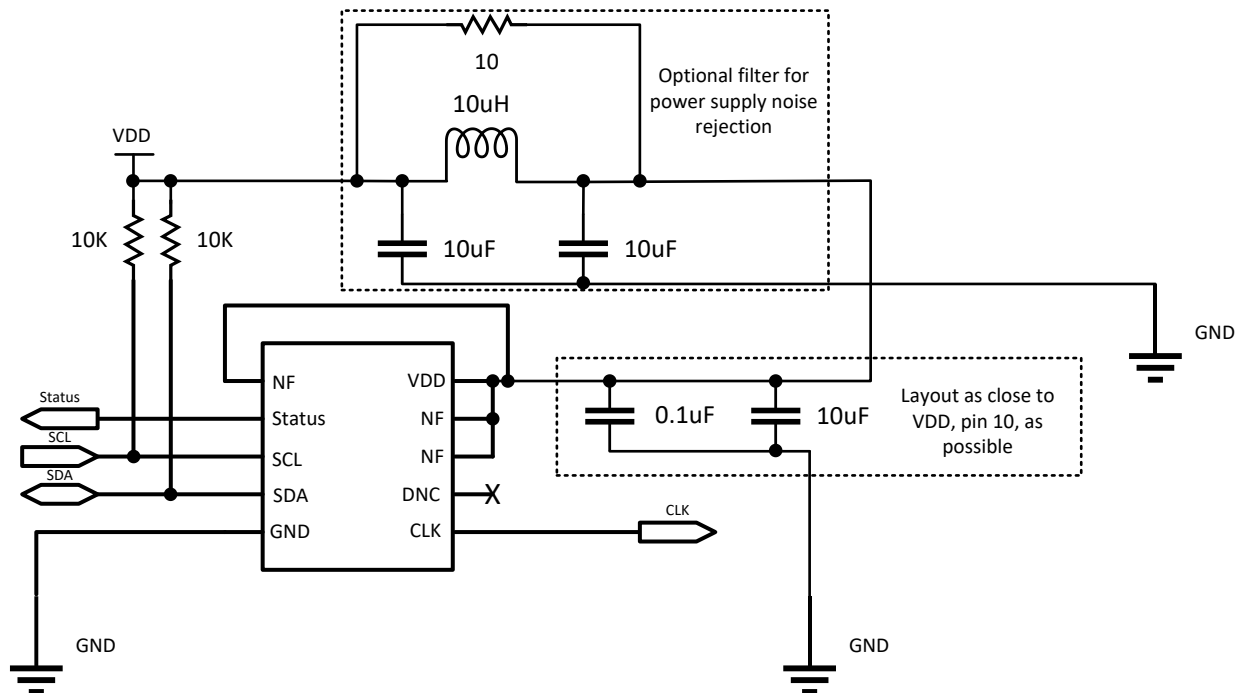 10
10uH
Optional filter for
power supply noise
rejection
VDD
10K
10K
10uF
10uF
GND
NF
VDD
Status
Status
NF
SCL
SCL
NF
SDA
SDA
DNC
X
GND
CLK
CLK
0.1uF
10uF
Layout as close to
VDD, pin 10, as
possible
GND
GND